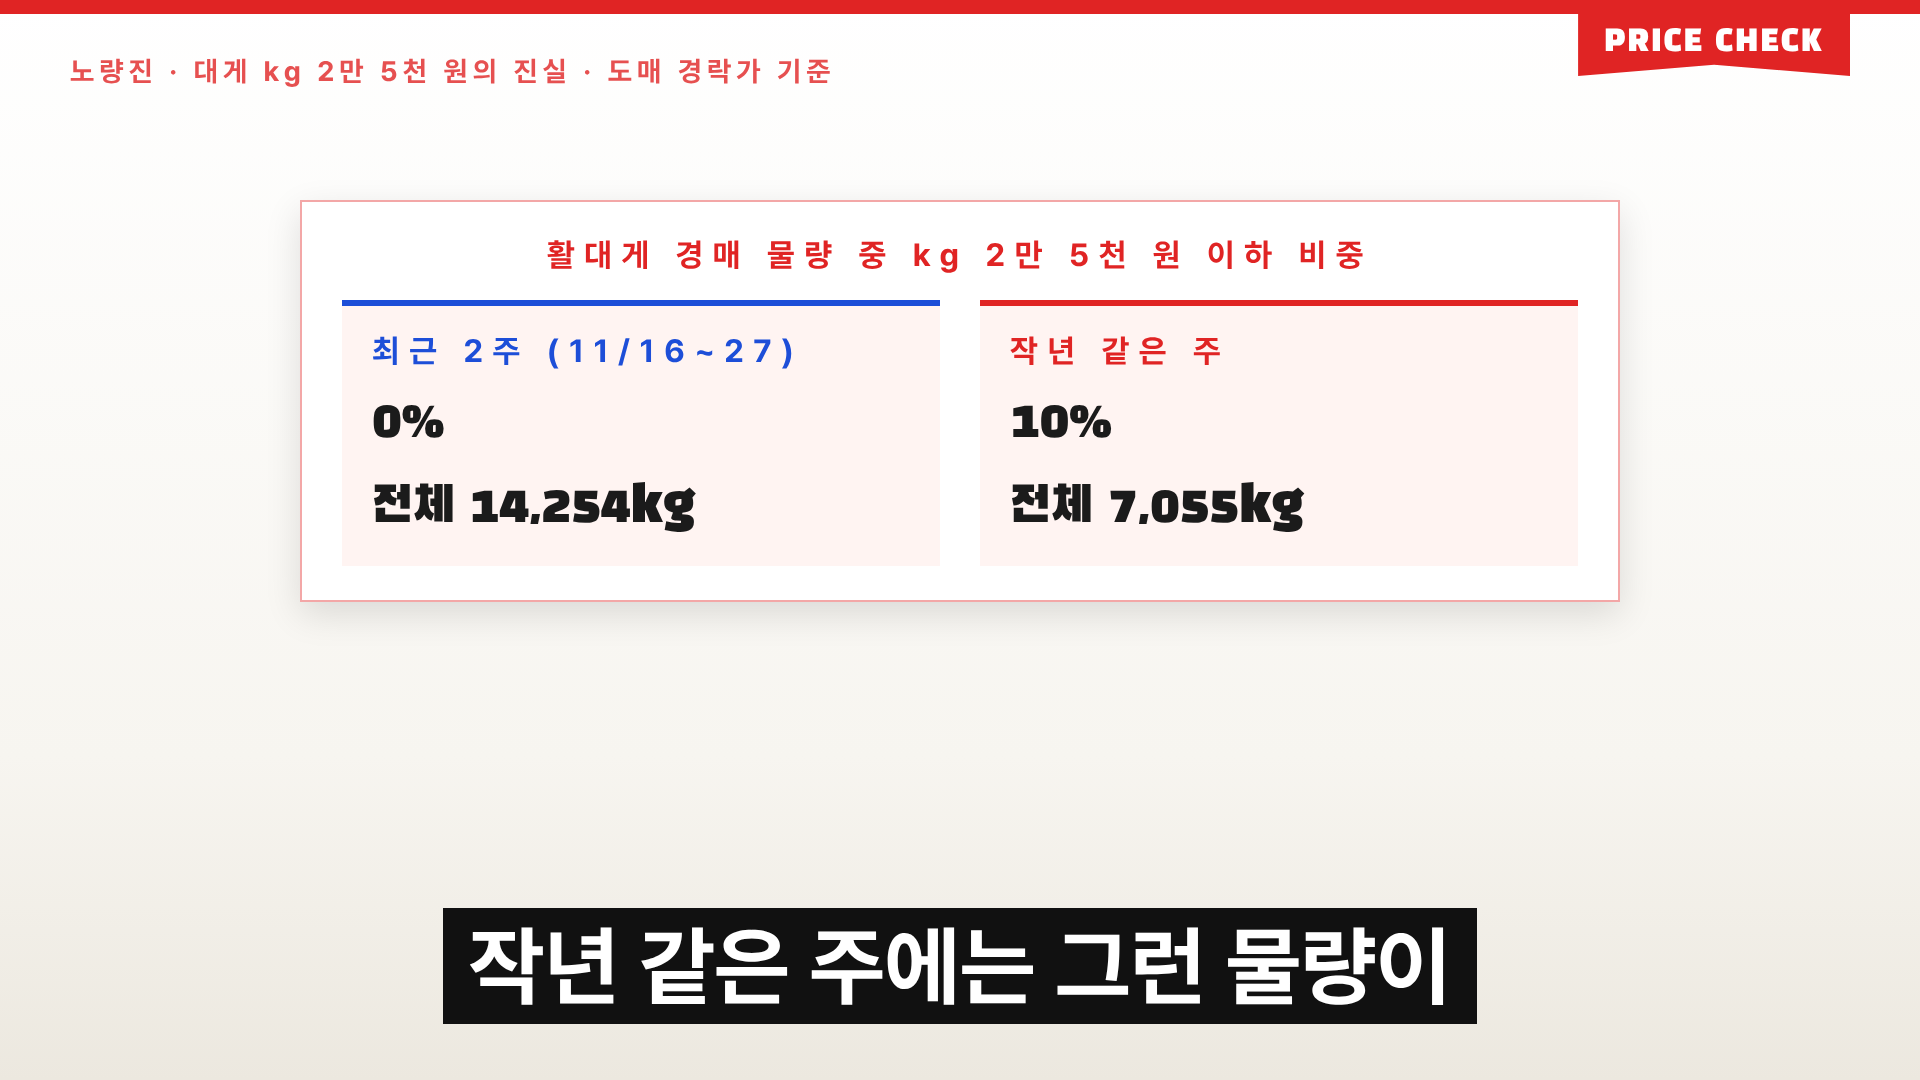 PRICE CHECK
노량진 · 대게 kg 2만 5천 원의 진실 · 도매 경락가 기준
활대게 경매 물량 중 kg 2만 5천 원 이하 비중
최근 2주 (11/16~27)
0%
전체 14,254kg
작년 같은 주
10%
전체 7,055kg
작년 같은 주에는 그런 물량이